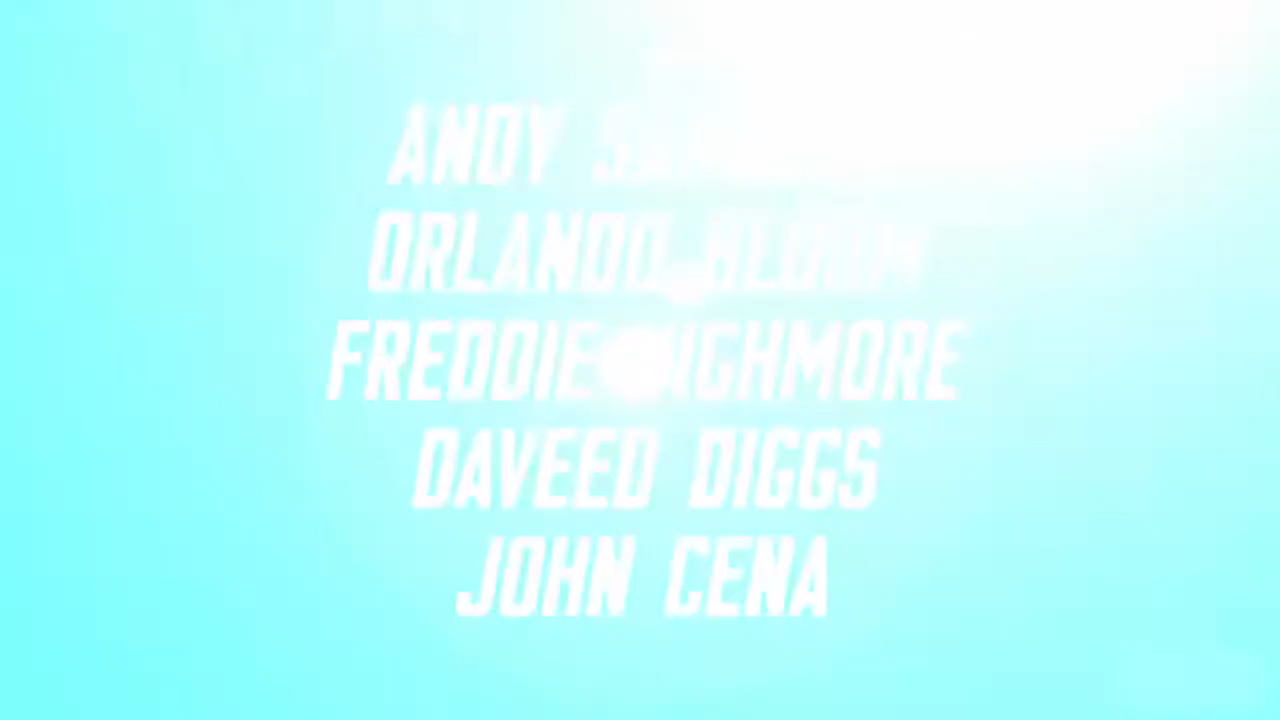 ANDY
ORLANDO BLOOM
FREDDIE HIGHMORE
DAVEED DIGGS
JOHN CENA